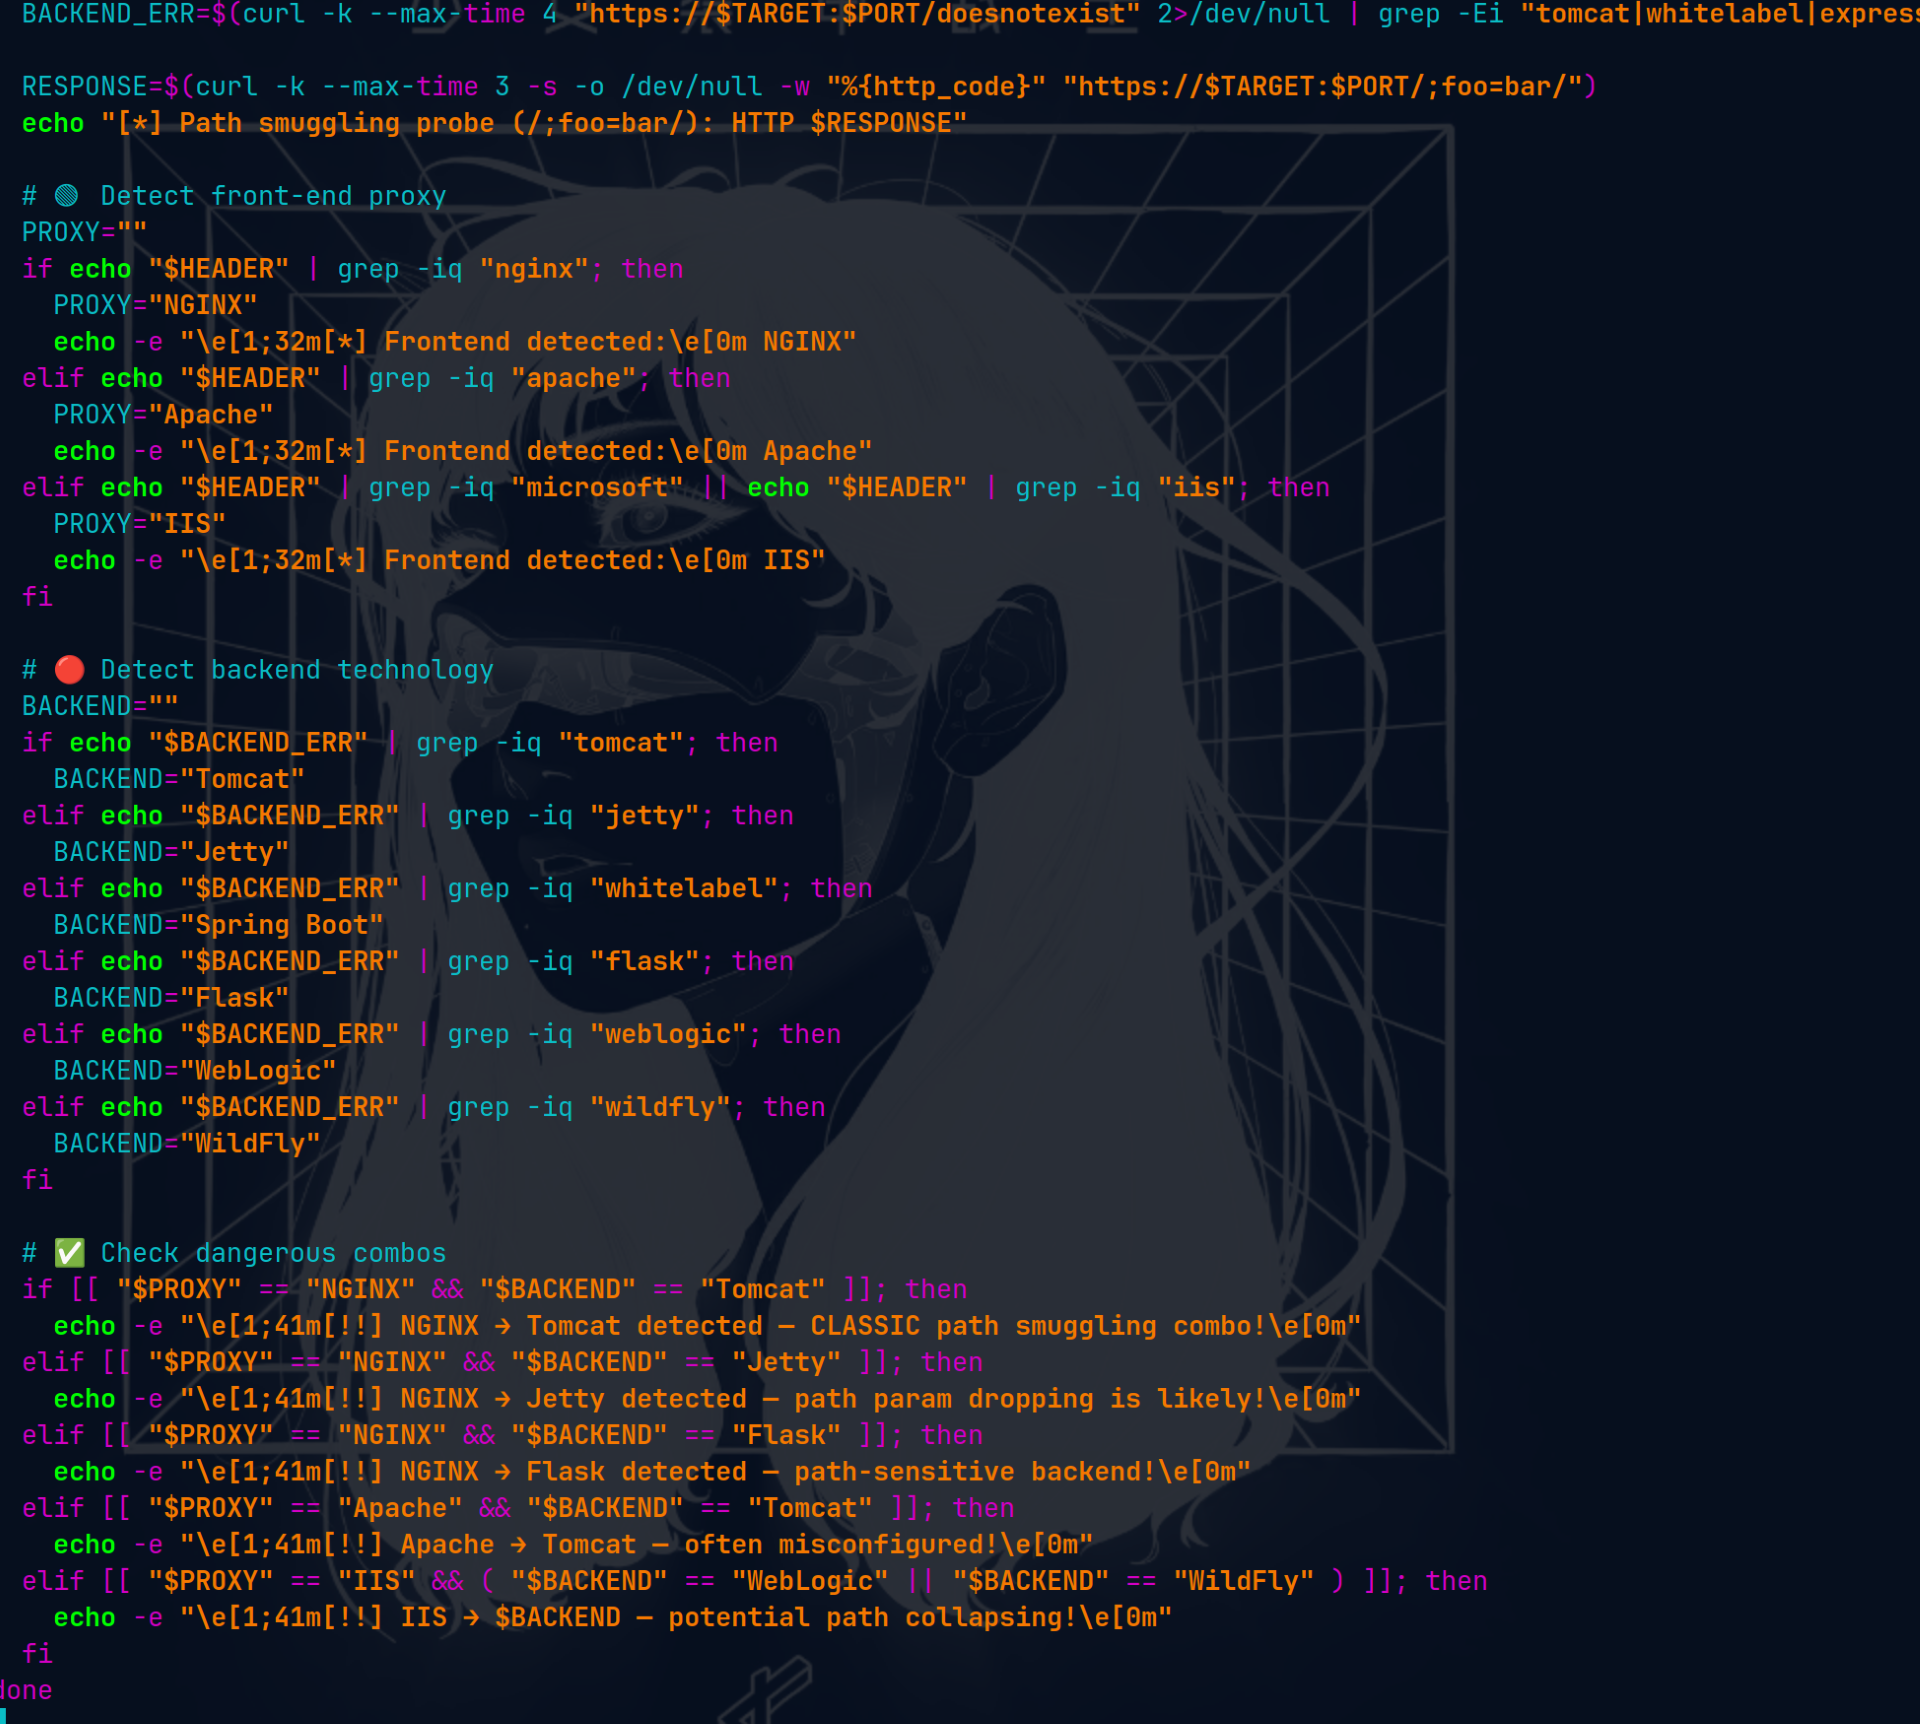 BACKEND_ERR=$(curl -k --max-time 4 "https://$TARGET:$PORT/doesnotexist" 2>/dev/null | grep -Ei "tomcat|whitelabel|express
RESPONSE=$(curl -k --max-time 3 -s -o /dev/null -w "%{http_code}" "https://$TARGET:$PORT/;foo=bar/")
echo "[*] Path smuggling probe (/;foo=bar/): HTTP $RESPONSE"
# Detect front-end proxy
PROXY=""
if echo "$HEADER" | grep -iq "nginx"; then
PROXY="NGINX"
echo -e "\e[1;32m[*] Frontend detected:\e[0m NGINX"
elif echo "$HEADER" | grep -iq "apache"; then
PROXY="Apache"
echo -e "\e[1;32m[*] Frontend detected:\e[0m Apache"
elif echo "$HEADER" | grep -iq "microsoft" || echo "$HEADER" | grep -iq "iis"; then
PROXY="IIS"
echo -e "\e[1;32m[*] Frontend detected:\e[0m IIS"
fi
# 🔴 Detect backend technology
BACKEND=""
if echo "$BACKEND_ERR" | grep -iq "tomcat"; then
BACKEND="Tomcat"
elif echo "$BACKEND_ERR" | grep -iq "jetty"; then
BACKEND="Jetty"
elif echo "$BACKEND_ERR" | grep -iq "whitelabel"; then
BACKEND="Spring Boot"
elif echo "$BACKEND_ERR" | grep -iq "flask"; then
BACKEND="Flask"
elif echo "$BACKEND_ERR" | grep -iq "weblogic"; then
BACKEND="WebLogic"
elif echo "$BACKEND_ERR" | grep -iq "wildfly"; then
BACKEND="WildFly"
fi
# ✅ Check dangerous combos
if [[ "$PROXY" == "NGINX" && "$BACKEND" == "Tomcat" ]]; then
echo -e "\e[1;41m[!!] NGINX → Tomcat detected — CLASSIC path smuggling combo!\e[0m"
elif [[ "$PROXY" == "NGINX" && "$BACKEND" == "Jetty" ]]; then
echo -e "\e[1;41m[!!] NGINX → Jetty detected — path param dropping is likely!\e[0m"
elif [[ "$PROXY" == "NGINX" && "$BACKEND" == "Flask" ]]; then
echo -e "\e[1;41m[!!] NGINX → Flask detected — path-sensitive backend!\e[0m"
elif [[ "$PROXY" == "Apache" && "$BACKEND" == "Tomcat" ]]; then
echo -e "\e[1;41m[!!] Apache → Tomcat — often misconfigured!\e[0m"
elif [[ "$PROXY" == "IIS" && ( "$BACKEND" == "WebLogic" || "$BACKEND" == "WildFly" ) ]]; then
echo -e "\e[1;41m[!!] IIS → $BACKEND — potential path collapsing!\e[0m"
fi
done